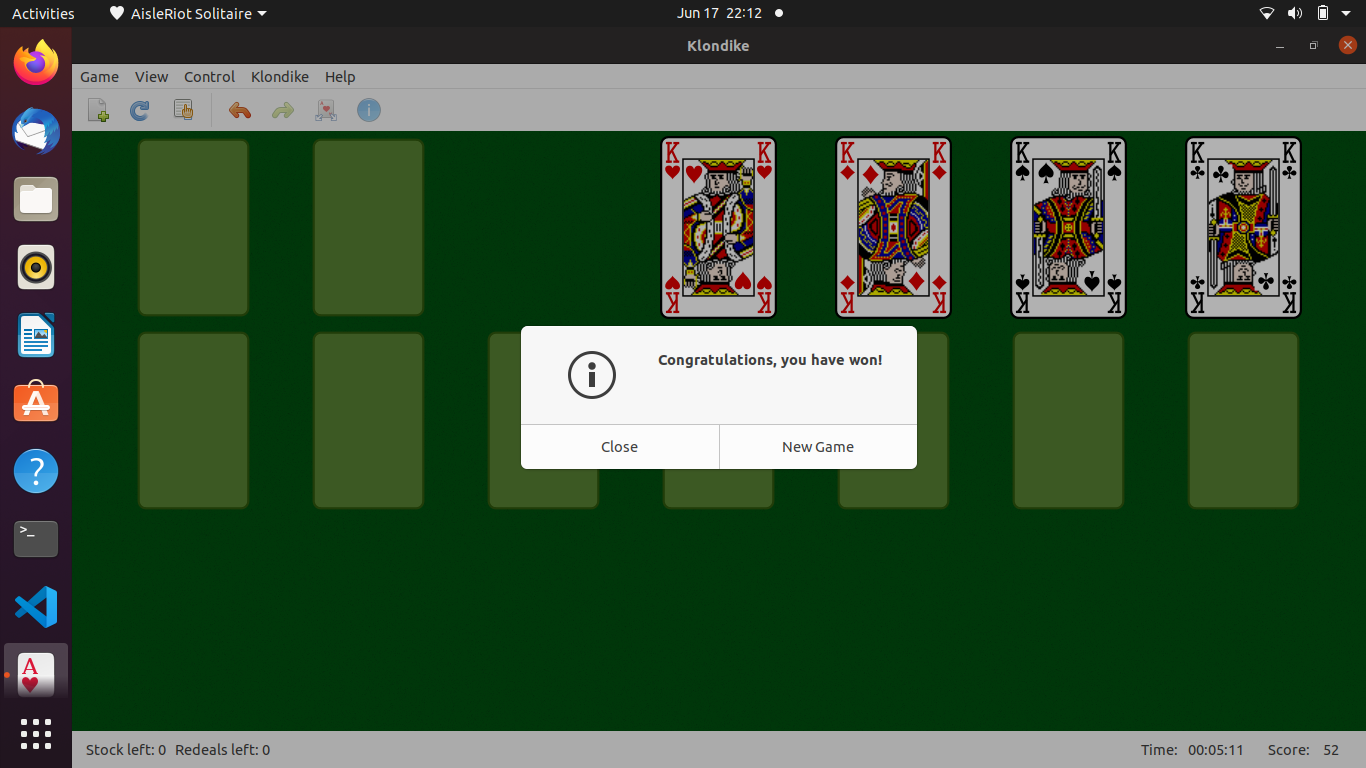 Activities AisleRiot Solitaire Jun 17 22:12
Klondike
Game View Control Klondike Help
K K K K K K K K
Congratulations, you have won!
K K K K K K K K
Close New Game
>_
A
Stock left: 0 Redeals left: 0 Time: 00:05:11 Score: 52